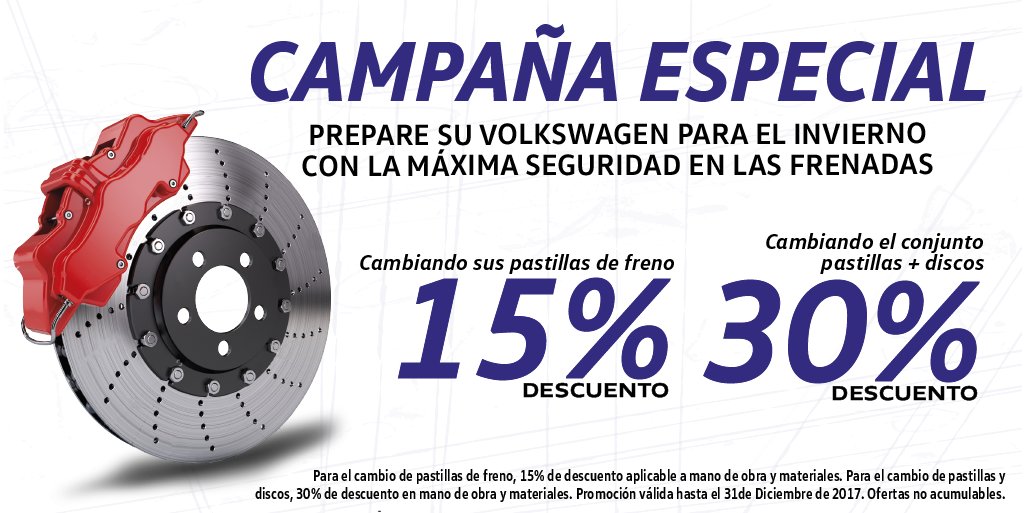 CAMPAÑA ESPECIAL
PREPARE SU VOLKSWAGEN PARA EL INVIERNO
CON LA MÁXIMA SEGURIDAD EN LAS FRENADAS
Cambiando sus pastillas de freno
15%
DESCUENTO
Cambiando el conjunto
pastillas + discos
30%
DESCUENTO
Para el cambio de pastillas de freno, 15% de descuento aplicable a mano de obra y materiales. Para el cambio de pastillas y
discos, 30% de descuento en mano de obra y materiales. Promoción válida hasta el 31de Diciembre de 2017. Ofertas no acumulables.